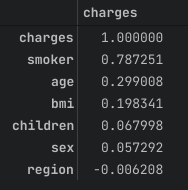 charges
charges 1.000000
smoker 0.787251
age 0.299008
bmi 0.198341
children 0.067998
sex 0.057292
region -0.006208